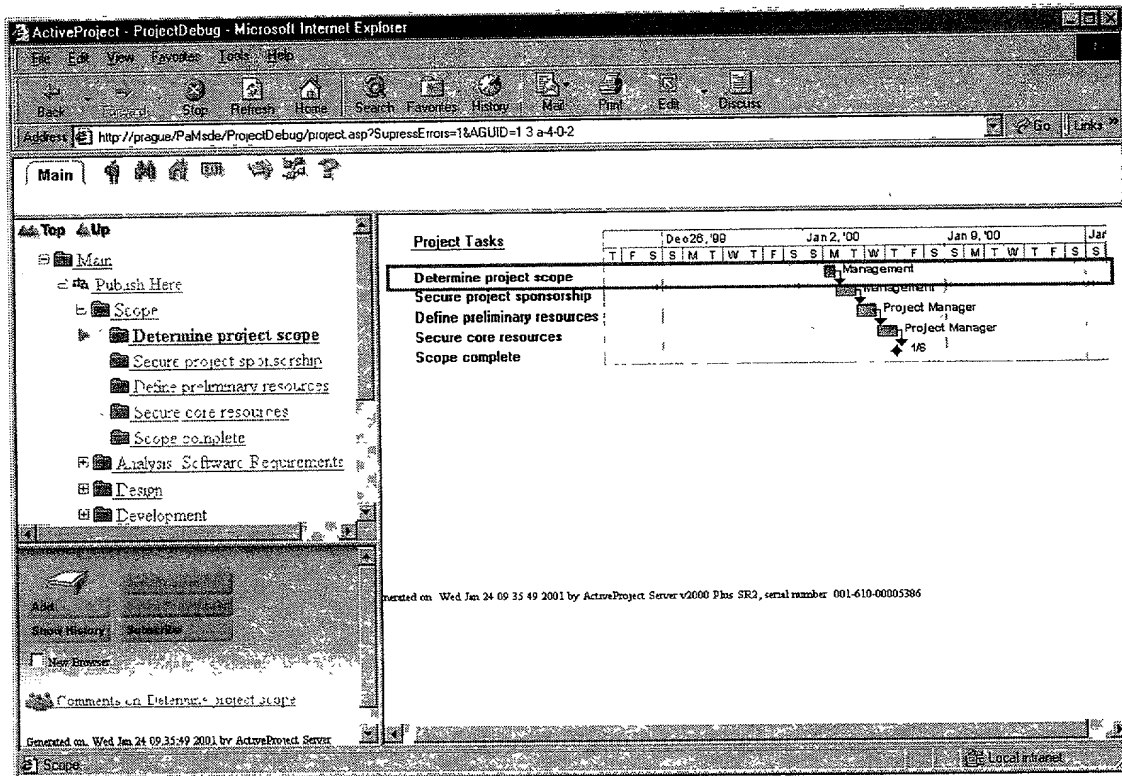 ActiveProject - ProjectDebug - Microsoft Internet Explorer
File Edit View Favorites Tools Help
Back Forward Stop Refresh Home Search Favorites History Mail Print Edit Discuss
Address http://prague/PaMsde/ProjectDebug/project.asp?SupressErrors=1&AGUID=1 3 a-4-0-2 Go Links »
Main
Top Up
Main
Publish Here
Scope
Determine project scope
Secure project sponsorship
Define preliminary resources
Secure core resources
Scope complete
Analysis Software Requirements
Design
Development
Add
Show History Subscribe
New Browser
Comments on Determine project scope
Generated on. Wed Jan 24 09.35:49 2001 by ActiveProject Server
Project Tasks
Dec 26, '99 Jan 2, '00 Jan 9, '00 Jar
T F S S M T W T F S S M T W T F S S M T W T F S S
Determine project scope Management
Secure project sponsorship Management
Define preliminary resources Project Manager
Secure core resources Project Manager
Scope complete 1/6
nerated on Wed Jan 24 09 35 49 2001 by ActiveProject Server v2000 Plus SR2, serial number 001-610-00005386
Scope Local intranet